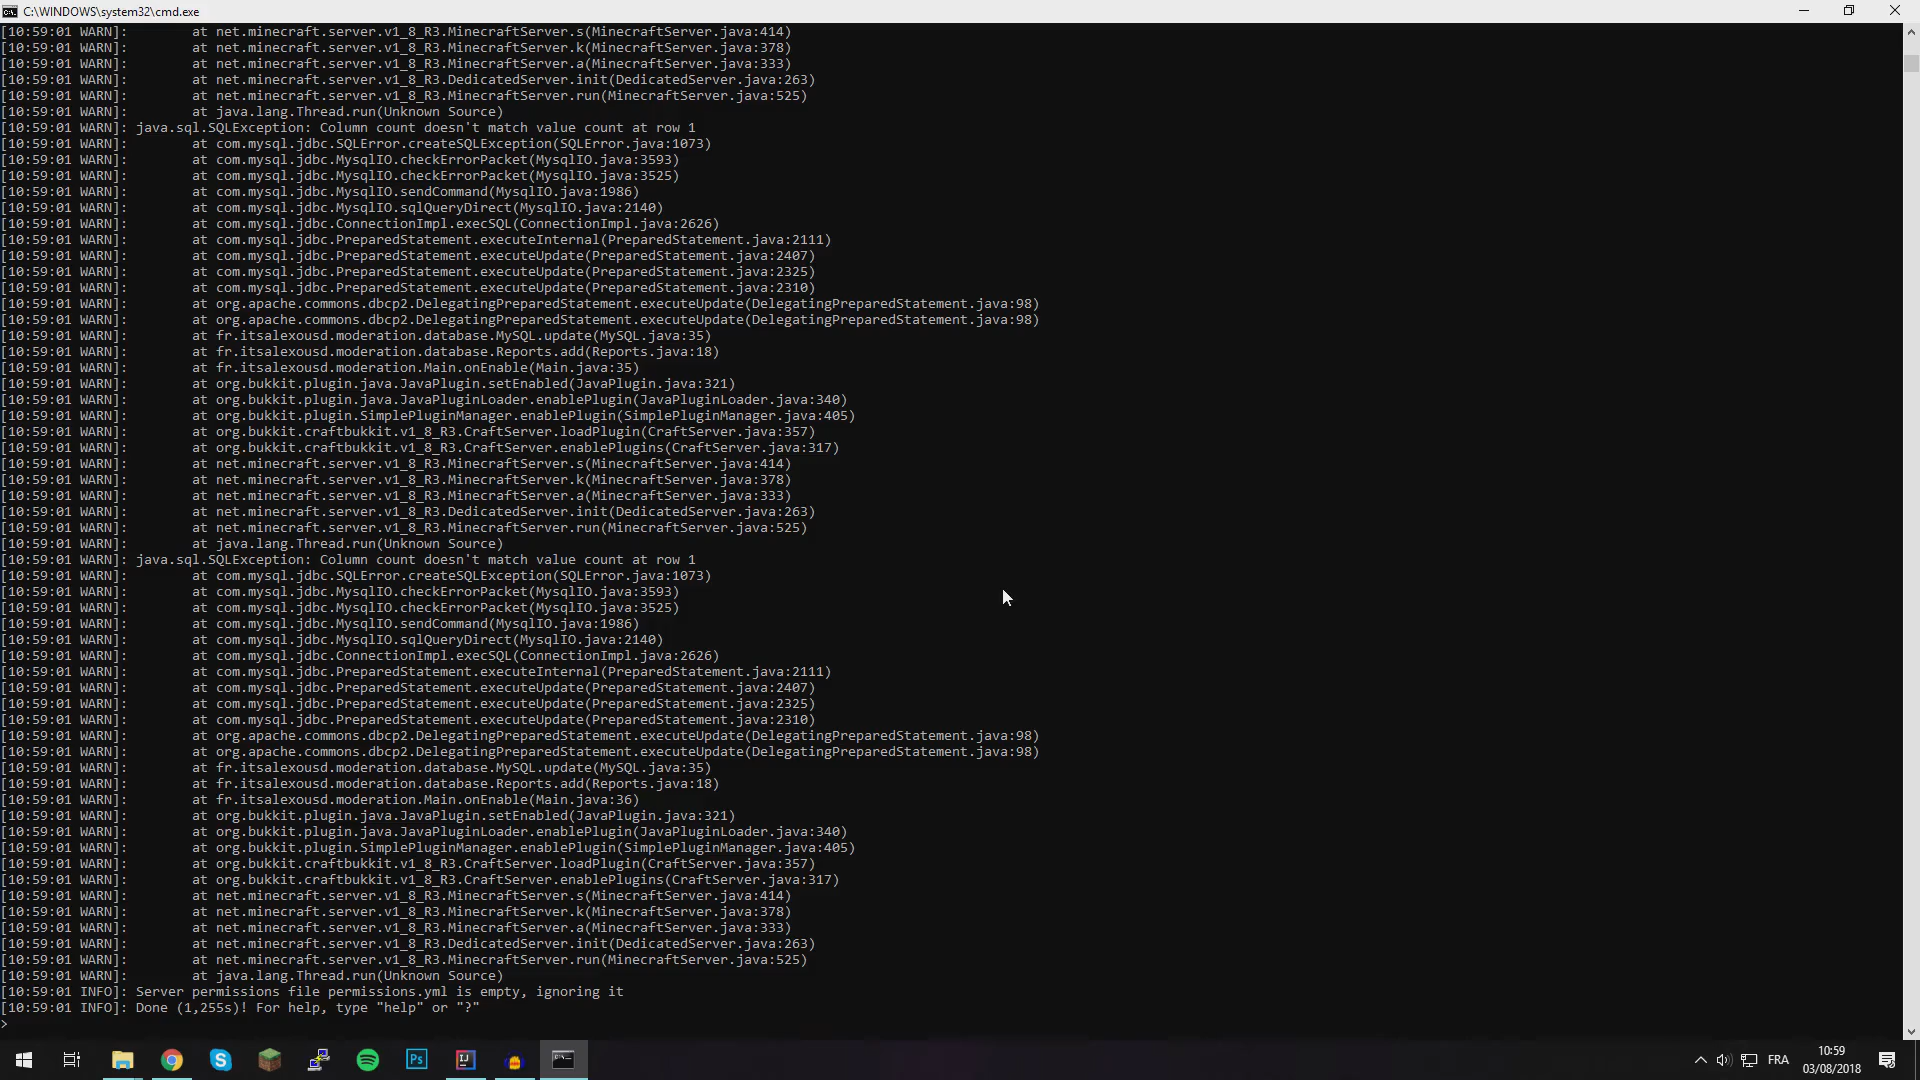 C:\WINDOWS\system32\cmd.exe
[10:59:01 WARN]:        at net.minecraft.server.v1_8_R3.MinecraftServer.s(MinecraftServer.java:414)
[10:59:01 WARN]:        at net.minecraft.server.v1_8_R3.MinecraftServer.k(MinecraftServer.java:378)
[10:59:01 WARN]:        at net.minecraft.server.v1_8_R3.MinecraftServer.a(MinecraftServer.java:333)
[10:59:01 WARN]:        at net.minecraft.server.v1_8_R3.DedicatedServer.init(DedicatedServer.java:263)
[10:59:01 WARN]:        at net.minecraft.server.v1_8_R3.MinecraftServer.run(MinecraftServer.java:525)
[10:59:01 WARN]:        at java.lang.Thread.run(Unknown Source)
[10:59:01 WARN]: java.sql.SQLException: Column count doesn't match value count at row 1
[10:59:01 WARN]:        at com.mysql.jdbc.SQLError.createSQLException(SQLError.java:1073)
[10:59:01 WARN]:        at com.mysql.jdbc.MysqlIO.checkErrorPacket(MysqlIO.java:3593)
[10:59:01 WARN]:        at com.mysql.jdbc.MysqlIO.checkErrorPacket(MysqlIO.java:3525)
[10:59:01 WARN]:        at com.mysql.jdbc.MysqlIO.sendCommand(MysqlIO.java:1986)
[10:59:01 WARN]:        at com.mysql.jdbc.MysqlIO.sqlQueryDirect(MysqlIO.java:2140)
[10:59:01 WARN]:        at com.mysql.jdbc.ConnectionImpl.execSQL(ConnectionImpl.java:2626)
[10:59:01 WARN]:        at com.mysql.jdbc.PreparedStatement.executeInternal(PreparedStatement.java:2111)
[10:59:01 WARN]:        at com.mysql.jdbc.PreparedStatement.executeUpdate(PreparedStatement.java:2407)
[10:59:01 WARN]:        at com.mysql.jdbc.PreparedStatement.executeUpdate(PreparedStatement.java:2325)
[10:59:01 WARN]:        at com.mysql.jdbc.PreparedStatement.executeUpdate(PreparedStatement.java:2310)
[10:59:01 WARN]:        at org.apache.commons.dbcp2.DelegatingPreparedStatement.executeUpdate(DelegatingPreparedStatement.java:98)
[10:59:01 WARN]:        at org.apache.commons.dbcp2.DelegatingPreparedStatement.executeUpdate(DelegatingPreparedStatement.java:98)
[10:59:01 WARN]:        at fr.itsalexousd.moderation.database.MySQL.update(MySQL.java:35)
[10:59:01 WARN]:        at fr.itsalexousd.moderation.database.Reports.add(Reports.java:18)
[10:59:01 WARN]:        at fr.itsalexousd.moderation.Main.onEnable(Main.java:35)
[10:59:01 WARN]:        at org.bukkit.plugin.java.JavaPlugin.setEnabled(JavaPlugin.java:321)
[10:59:01 WARN]:        at org.bukkit.plugin.java.JavaPluginLoader.enablePlugin(JavaPluginLoader.java:340)
[10:59:01 WARN]:        at org.bukkit.plugin.SimplePluginManager.enablePlugin(SimplePluginManager.java:405)
[10:59:01 WARN]:        at org.bukkit.craftbukkit.v1_8_R3.CraftServer.loadPlugin(CraftServer.java:357)
[10:59:01 WARN]:        at org.bukkit.craftbukkit.v1_8_R3.CraftServer.enablePlugins(CraftServer.java:317)
[10:59:01 WARN]:        at net.minecraft.server.v1_8_R3.MinecraftServer.s(MinecraftServer.java:414)
[10:59:01 WARN]:        at net.minecraft.server.v1_8_R3.MinecraftServer.k(MinecraftServer.java:378)
[10:59:01 WARN]:        at net.minecraft.server.v1_8_R3.MinecraftServer.a(MinecraftServer.java:333)
[10:59:01 WARN]:        at net.minecraft.server.v1_8_R3.DedicatedServer.init(DedicatedServer.java:263)
[10:59:01 WARN]:        at net.minecraft.server.v1_8_R3.MinecraftServer.run(MinecraftServer.java:525)
[10:59:01 WARN]:        at java.lang.Thread.run(Unknown Source)
[10:59:01 WARN]: java.sql.SQLException: Column count doesn't match value count at row 1
[10:59:01 WARN]:        at com.mysql.jdbc.SQLError.createSQLException(SQLError.java:1073)
[10:59:01 WARN]:        at com.mysql.jdbc.MysqlIO.checkErrorPacket(MysqlIO.java:3593)
[10:59:01 WARN]:        at com.mysql.jdbc.MysqlIO.checkErrorPacket(MysqlIO.java:3525)
[10:59:01 WARN]:        at com.mysql.jdbc.MysqlIO.sendCommand(MysqlIO.java:1986)
[10:59:01 WARN]:        at com.mysql.jdbc.MysqlIO.sqlQueryDirect(MysqlIO.java:2140)
[10:59:01 WARN]:        at com.mysql.jdbc.ConnectionImpl.execSQL(ConnectionImpl.java:2626)
[10:59:01 WARN]:        at com.mysql.jdbc.PreparedStatement.executeInternal(PreparedStatement.java:2111)
[10:59:01 WARN]:        at com.mysql.jdbc.PreparedStatement.executeUpdate(PreparedStatement.java:2407)
[10:59:01 WARN]:        at com.mysql.jdbc.PreparedStatement.executeUpdate(PreparedStatement.java:2325)
[10:59:01 WARN]:        at com.mysql.jdbc.PreparedStatement.executeUpdate(PreparedStatement.java:2310)
[10:59:01 WARN]:        at org.apache.commons.dbcp2.DelegatingPreparedStatement.executeUpdate(DelegatingPreparedStatement.java:98)
[10:59:01 WARN]:        at org.apache.commons.dbcp2.DelegatingPreparedStatement.executeUpdate(DelegatingPreparedStatement.java:98)
[10:59:01 WARN]:        at fr.itsalexousd.moderation.database.MySQL.update(MySQL.java:35)
[10:59:01 WARN]:        at fr.itsalexousd.moderation.database.Reports.add(Reports.java:18)
[10:59:01 WARN]:        at fr.itsalexousd.moderation.Main.onEnable(Main.java:36)
[10:59:01 WARN]:        at org.bukkit.plugin.java.JavaPlugin.setEnabled(JavaPlugin.java:321)
[10:59:01 WARN]:        at org.bukkit.plugin.java.JavaPluginLoader.enablePlugin(JavaPluginLoader.java:340)
[10:59:01 WARN]:        at org.bukkit.plugin.SimplePluginManager.enablePlugin(SimplePluginManager.java:405)
[10:59:01 WARN]:        at org.bukkit.craftbukkit.v1_8_R3.CraftServer.loadPlugin(CraftServer.java:357)
[10:59:01 WARN]:        at org.bukkit.craftbukkit.v1_8_R3.CraftServer.enablePlugins(CraftServer.java:317)
[10:59:01 WARN]:        at net.minecraft.server.v1_8_R3.MinecraftServer.s(MinecraftServer.java:414)
[10:59:01 WARN]:        at net.minecraft.server.v1_8_R3.MinecraftServer.k(MinecraftServer.java:378)
[10:59:01 WARN]:        at net.minecraft.server.v1_8_R3.MinecraftServer.a(MinecraftServer.java:333)
[10:59:01 WARN]:        at net.minecraft.server.v1_8_R3.DedicatedServer.init(DedicatedServer.java:263)
[10:59:01 WARN]:        at net.minecraft.server.v1_8_R3.MinecraftServer.run(MinecraftServer.java:525)
[10:59:01 WARN]:        at java.lang.Thread.run(Unknown Source)
[10:59:01 INFO]: Server permissions file permissions.yml is empty, ignoring it
[10:59:01 INFO]: Done (1,255s)! For help, type "help" or "?"
>
Ps
IJ
FRA
10:59
03/08/2018